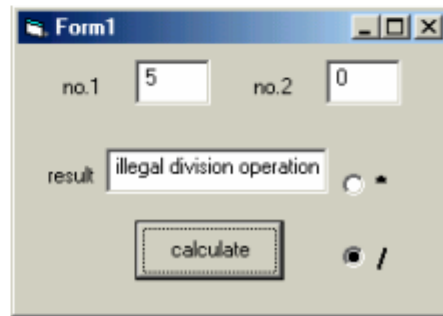 Form1
no.1 5 no.2 0
result illegal division operation *
calculate /